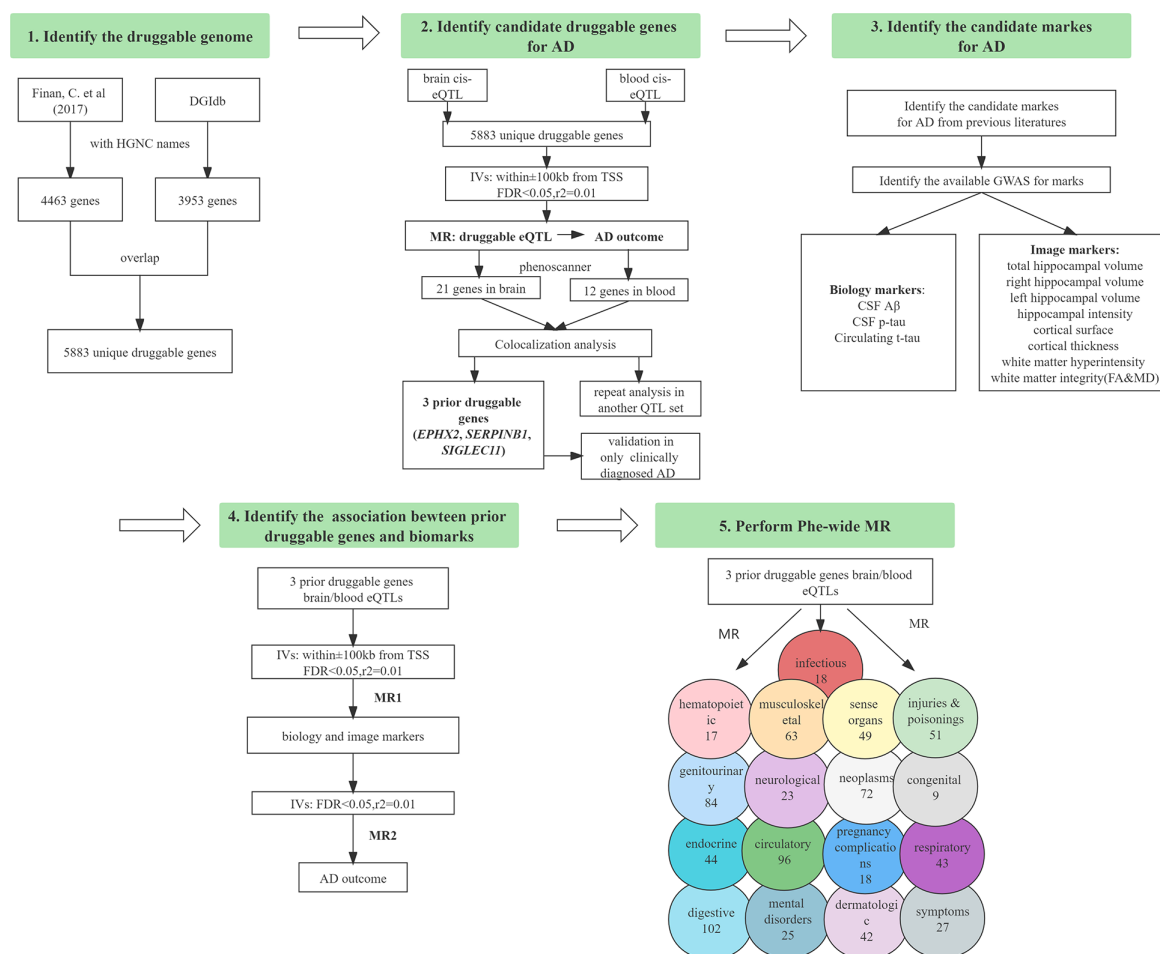 1. Identify the druggable genome
Finan, C. et al
(2017)
DGIdb
with HGNC names
4463 genes
3953 genes
overlap
5883 unique druggable genes
2. Identify candidate druggable genes
for AD
brain cis-
eQTL
blood cis-
eQTL
5883 unique druggable genes
IVs: within±100kb from TSS
FDR<0.05,r2=0.01
MR: druggable eQTL
AD outcome
phenoscanner
21 genes in brain
12 genes in blood
Colocalization analysis
3 prior druggable
genes
(EPHX2, SERPINB1,
SIGLEC11)
repeat analysis in
another QTL set
validation in
only clinically
diagnosed AD
3. Identify the candidate markes
for AD
Identify the candidate markes
for AD from previous literatures
Identify the available GWAS for marks
Biology markers:
CSF Aβ
CSF p-tau
Circulating t-tau
Image markers:
total hippocampal volume
right hippocampal volume
left hippocampal volume
hippocampal intensity
cortical surface
cortical thickness
white matter hyperintensity
white matter integrity(FA&MD)
4. Identify the association bewteen prior
druggable genes and biomarks
3 prior druggable genes
brain/blood eQTLs
IVs: within±100kb from TSS
FDR<0.05,r2=0.01
MR1
biology and image markers
IVs: FDR<0.05,r2=0.01
MR2
AD outcome
5. Perform Phe-wide MR
3 prior druggable genes brain/blood
eQTLs
MR
MR
infectious
18
hematopoiet
ic
17
musculoskel
etal
63
sense
organs
49
injuries &
poisonings
51
genitourinar
y
84
neurological
23
neoplasms
72
congenital
9
endocrine
44
circulatory
96
pregnancy
complicatio
ns
18
respiratory
43
digestive
102
mental
disorders
25
dermatologi
c
42
symptoms
27